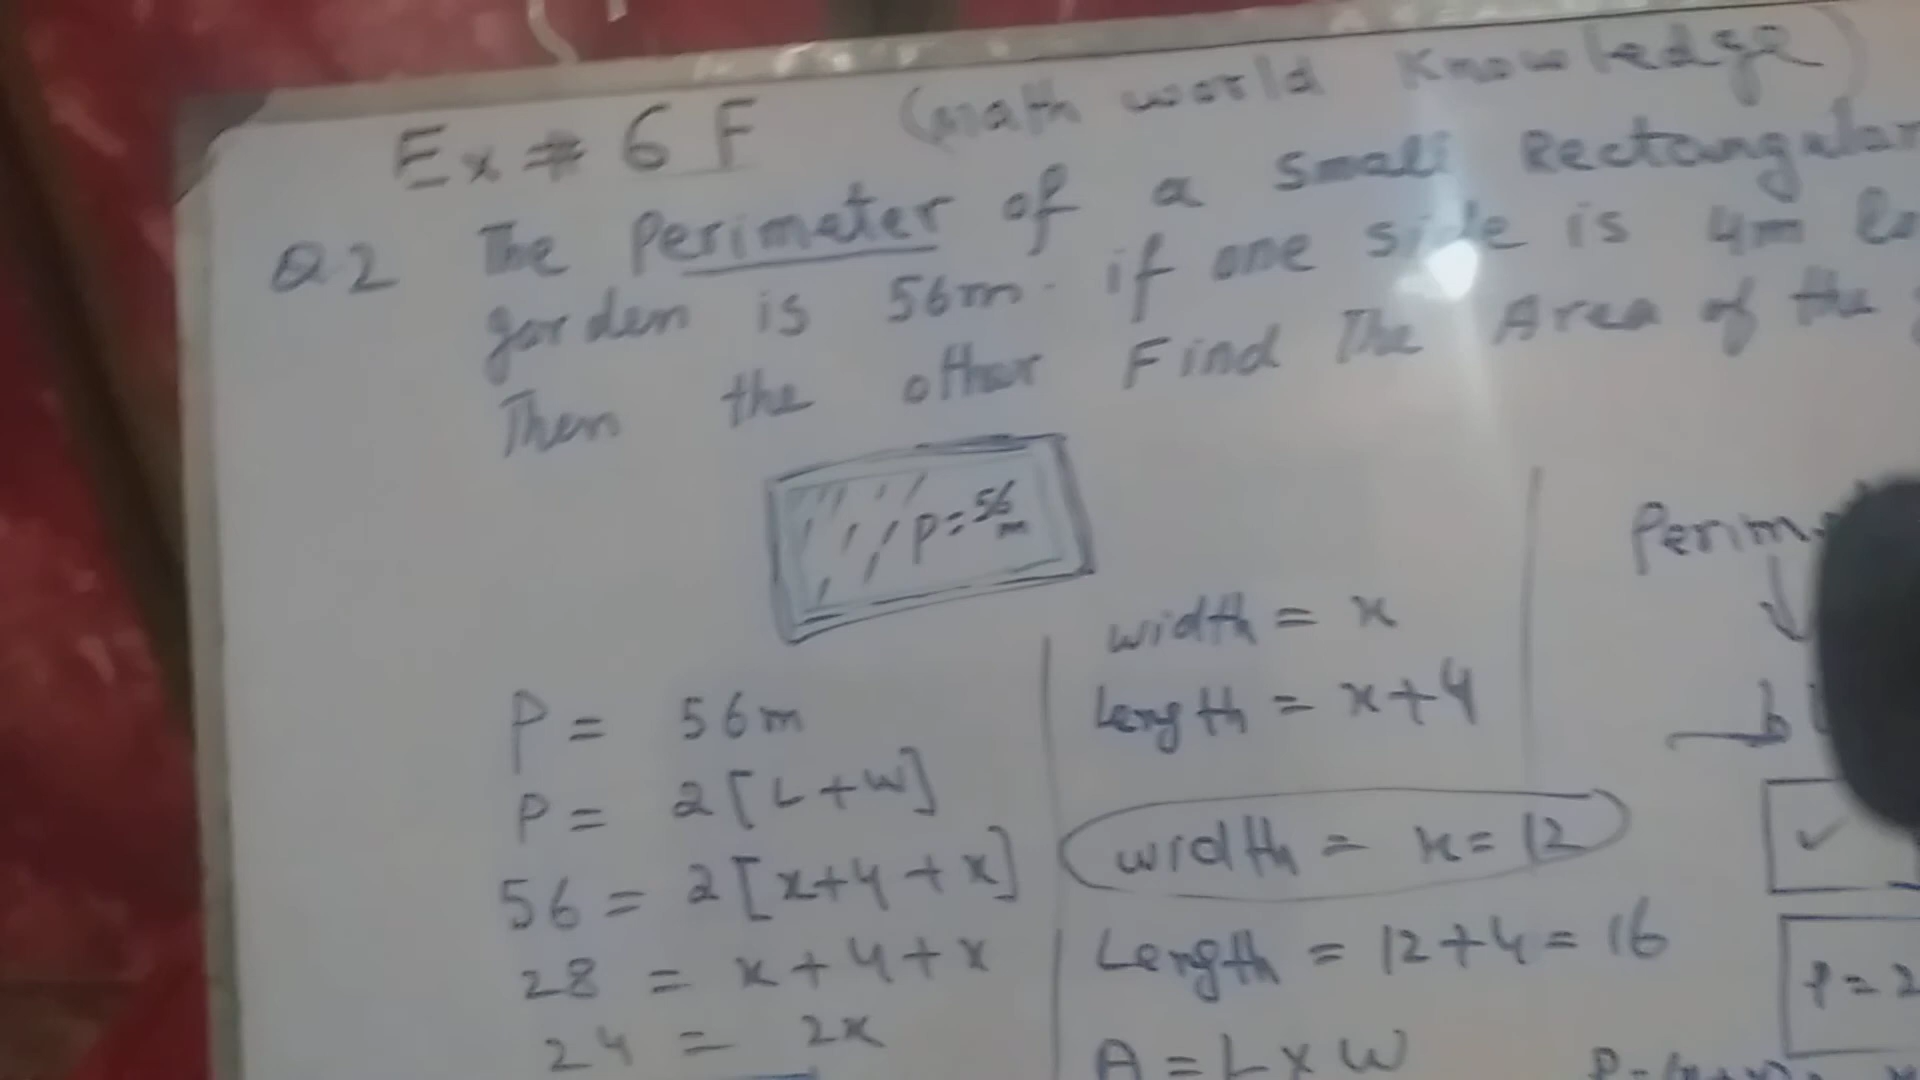 Ex # 6 F (math world Knowledge)
Q2 The Perimeter of a Small Rectangular
garden is 56m. if one side is 4m
Then the other Find The Area of the
P=56
m
width = x
Length = x+4
P = 56m
P = 2[L+W]
56 = 2[x+4+x]
28 = x+4+x
24 = 2x
width = x=12
Length = 12+4=16
A = L x W
Perim
b
✓
P=2